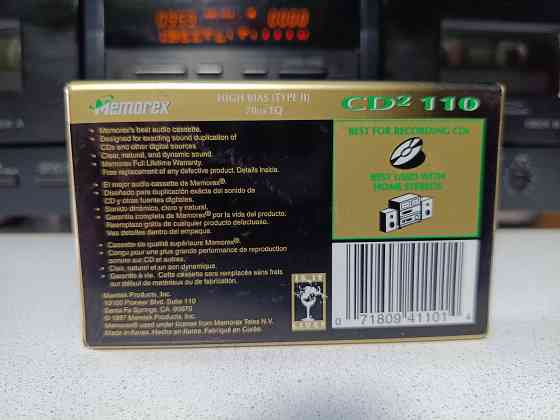 Memorex
HIGH BIAS (TYPE II)
70µs EQ
CD² 110
• Memorex's best audio cassette.
• Designed for exacting sound duplication of
CDs and other digital sources.
• Clear, natural, and dynamic sound.
• Memorex Full Lifetime Warranty.
Free replacement of any defective product. Details inside.
• El mejor audio-cassette de Memorex®.
• Diseñado para duplicación exácta del sonido de
CD y otras fuentes digitales.
• Sonido dinámico, claro y natural.
• Garantía completa de Memorex® por la vida del producto.
Reemplazo gratis de cualquier producto defectuoso.
Vea detalles dentro del empaque.
• Cassette de qualité supérieure Memorex®.
• Conçu pour une plus grande performance de reproduction
sonore sur CD et autres.
• Clair, naturel et son dynamique.
• Garantie à vie. Cette cassette sera remplacée sans frais
sur défaut de matériaux ou de fabrication.
Memtek Products, Inc.
10100 Pioneer Blvd. Suite 110
Santa Fe Springs, CA. 90670
© 1997 Memtek Products, Inc.
Memorex® used under license from Memorex Telex N.V.
Made in Korea. Hecho en Korea. Fabriqué en Corée.
BEST FOR RECORDING CDs
BEST USED WITH
HOME STEREOS
IS IT
LIVE
0 71809 41101 4